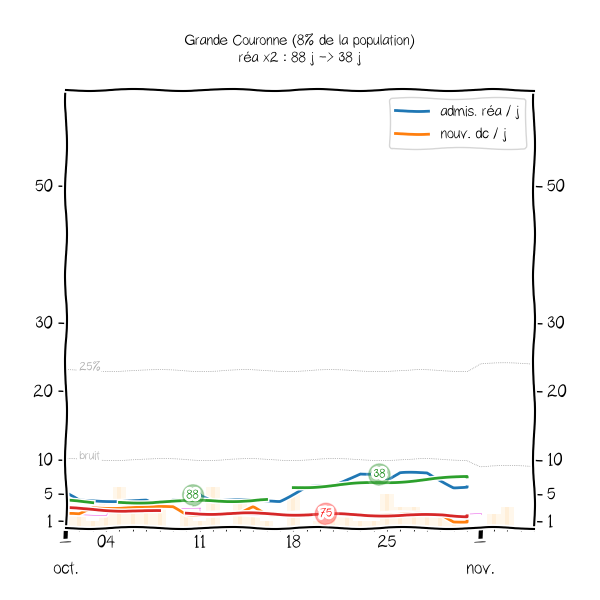 Grande Couronne (8% de la population)
réa x2 : 88 j -> 38 j
admis. réa / j
nouv. dc / j
50
50
30
30
25%
20
20
bruit
10
10
38
88
5
5
75
1
1
04
11
18
25
oct.
nov.